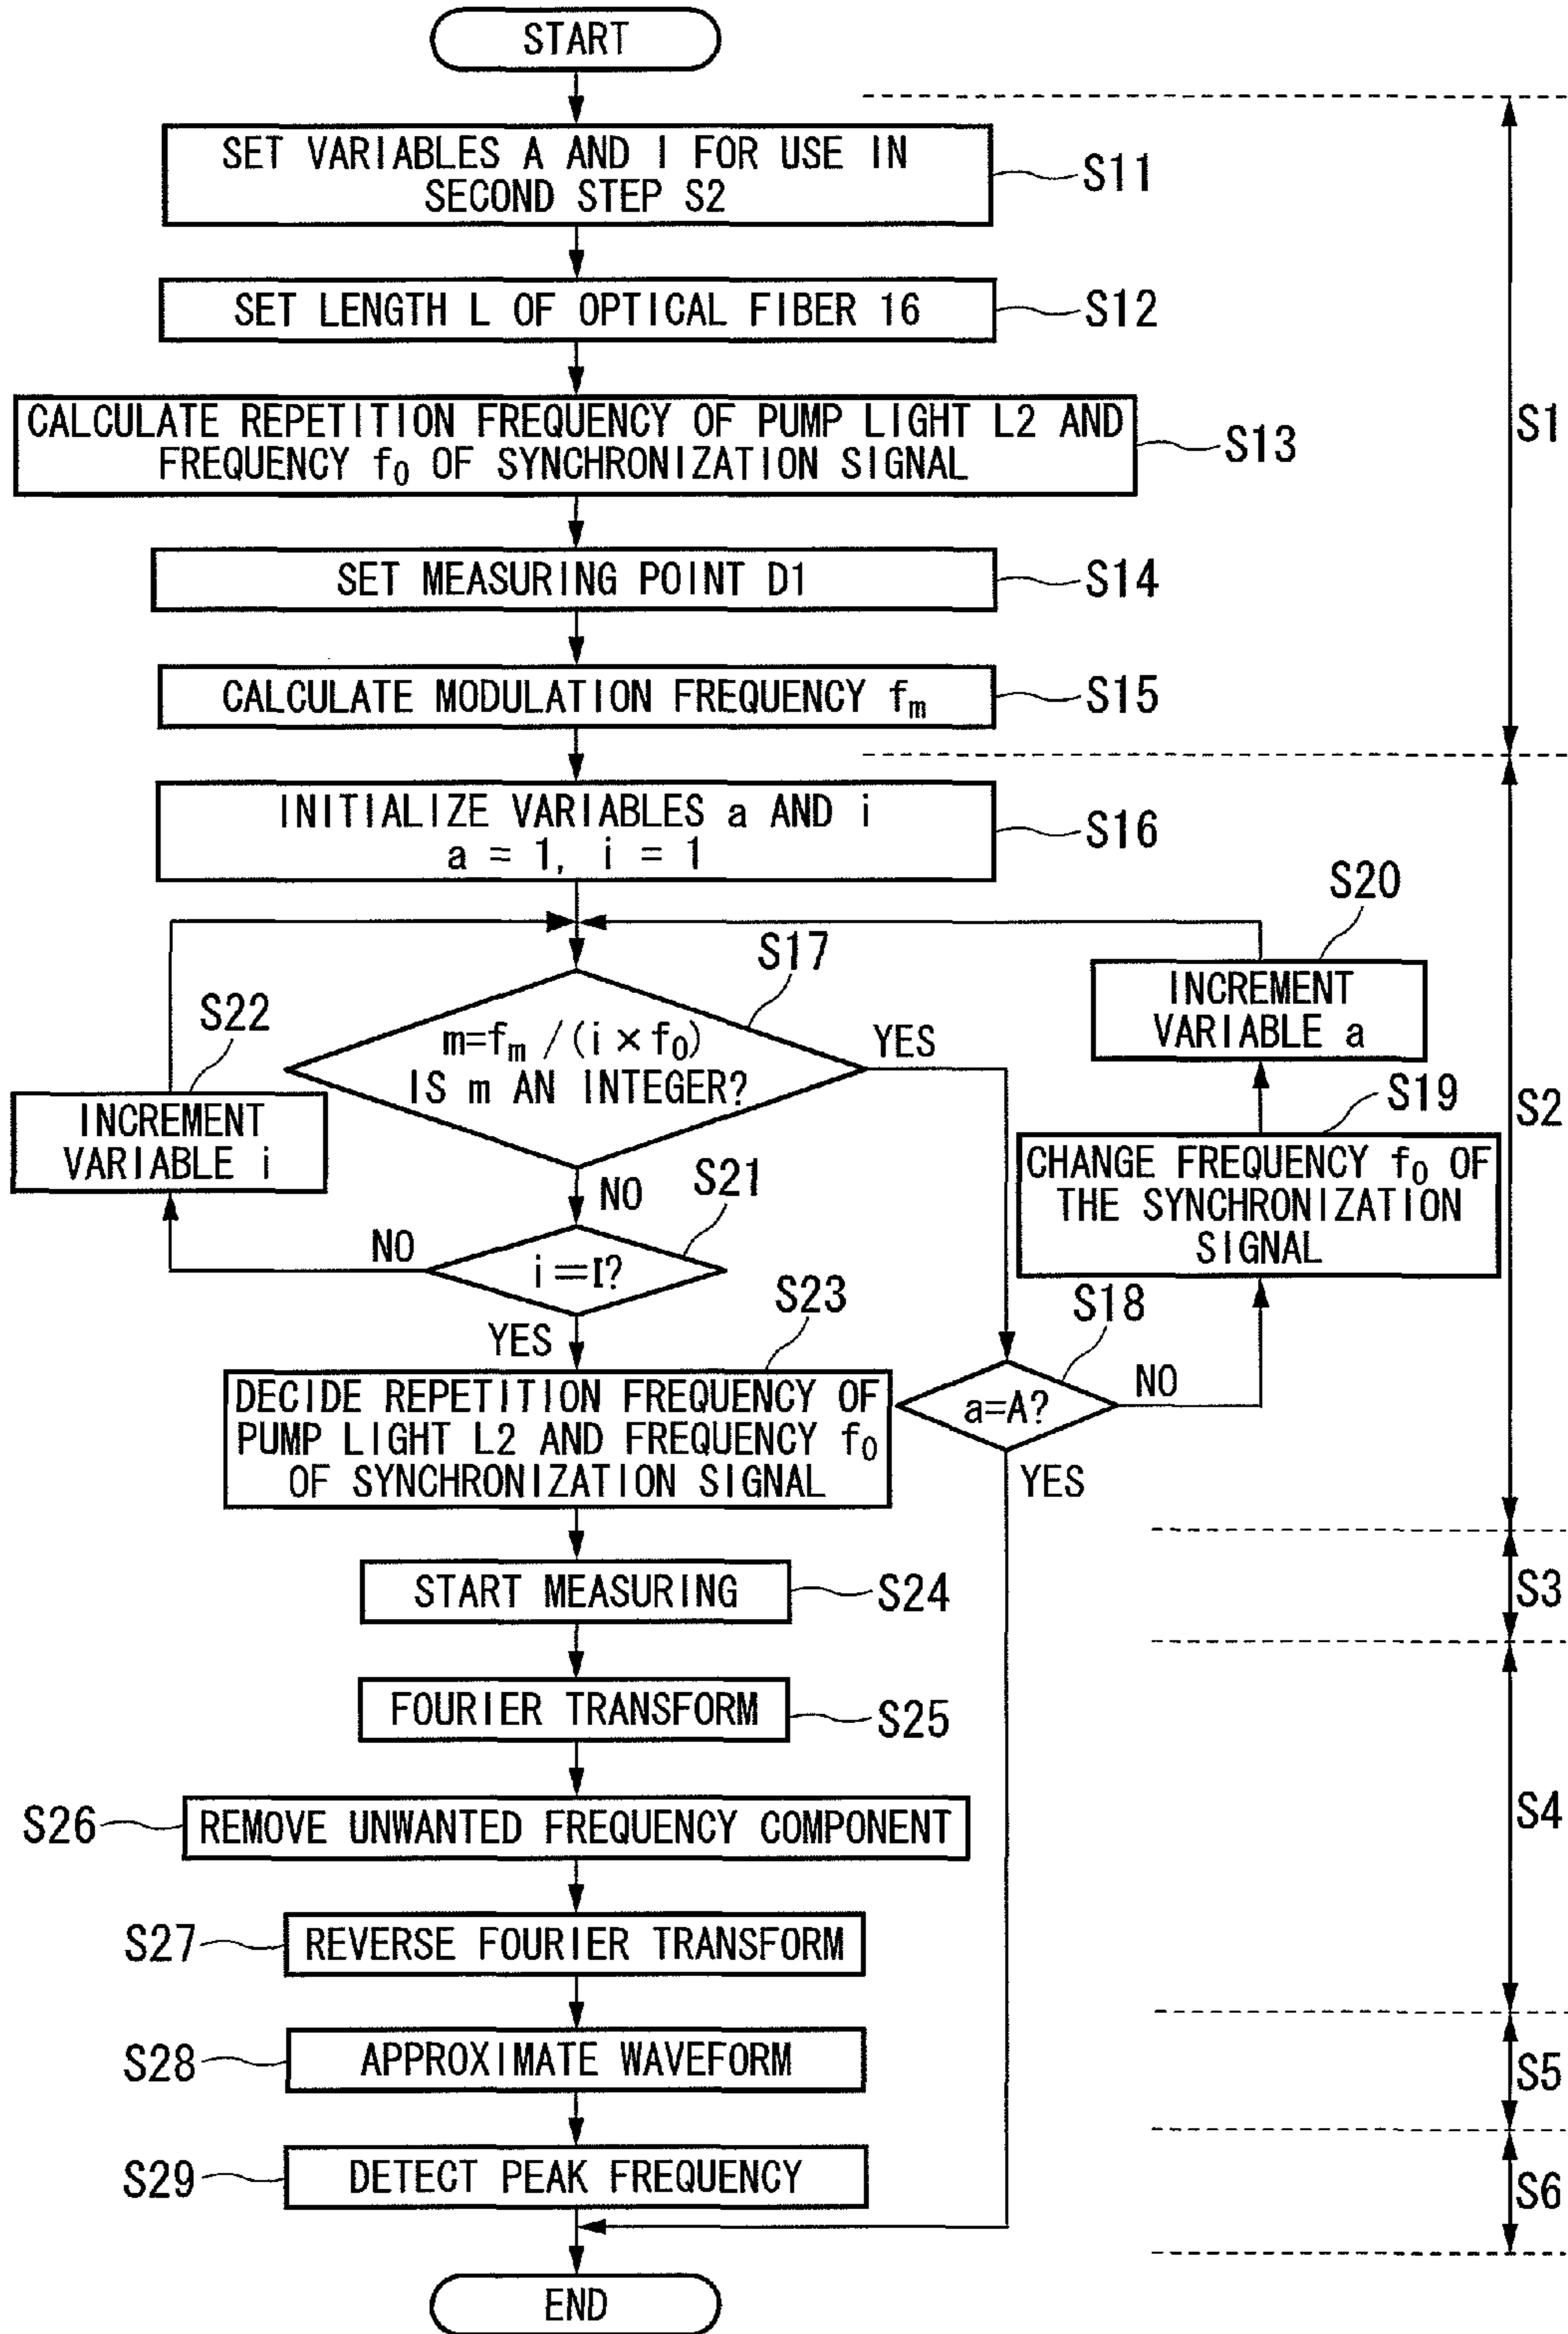 START
SET VARIABLES A AND I FOR USE IN
SECOND STEP S2
S11
SET LENGTH L OF OPTICAL FIBER 16
S12
CALCULATE REPETITION FREQUENCY OF PUMP LIGHT L2 AND
FREQUENCY f₀ OF SYNCHRONIZATION SIGNAL
S13
S1
SET MEASURING POINT D1
S14
CALCULATE MODULATION FREQUENCY fₘ
S15
INITIALIZE VARIABLES a AND i
a = 1, i = 1
S16
S20
INCREMENT
VARIABLE a
S17
m=fₘ /(i × f₀)
IS m AN INTEGER?
YES
S22
INCREMENT
VARIABLE i
S19
CHANGE FREQUENCY f₀ OF
THE SYNCHRONIZATION
SIGNAL
S2
NO
S21
i=I?
NO
YES
S18
a=A?
NO
YES
S23
DECIDE REPETITION FREQUENCY OF
PUMP LIGHT L2 AND FREQUENCY f₀
OF SYNCHRONIZATION SIGNAL
START MEASURING
S24
S3
FOURIER TRANSFORM
S25
S26
REMOVE UNWANTED FREQUENCY COMPONENT
S4
S27
REVERSE FOURIER TRANSFORM
S28
APPROXIMATE WAVEFORM
S5
S29
DETECT PEAK FREQUENCY
S6
END